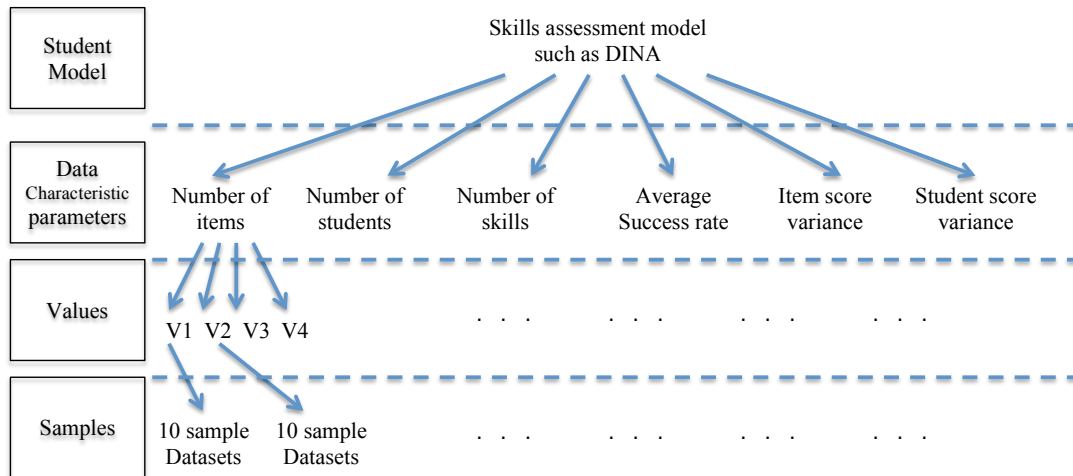 Student
Model
Skills assessment model
such as DINA
Data
Characteristic
parameters
Number of
items
Number of
students
Number of
skills
Average
Success rate
Item score
variance
Student score
variance
Values
V1 V2 V3 V4
. . . . . . . . . . . .
Samples
10 sample
Datasets
10 sample
Datasets
. . . . . . . . . . . .